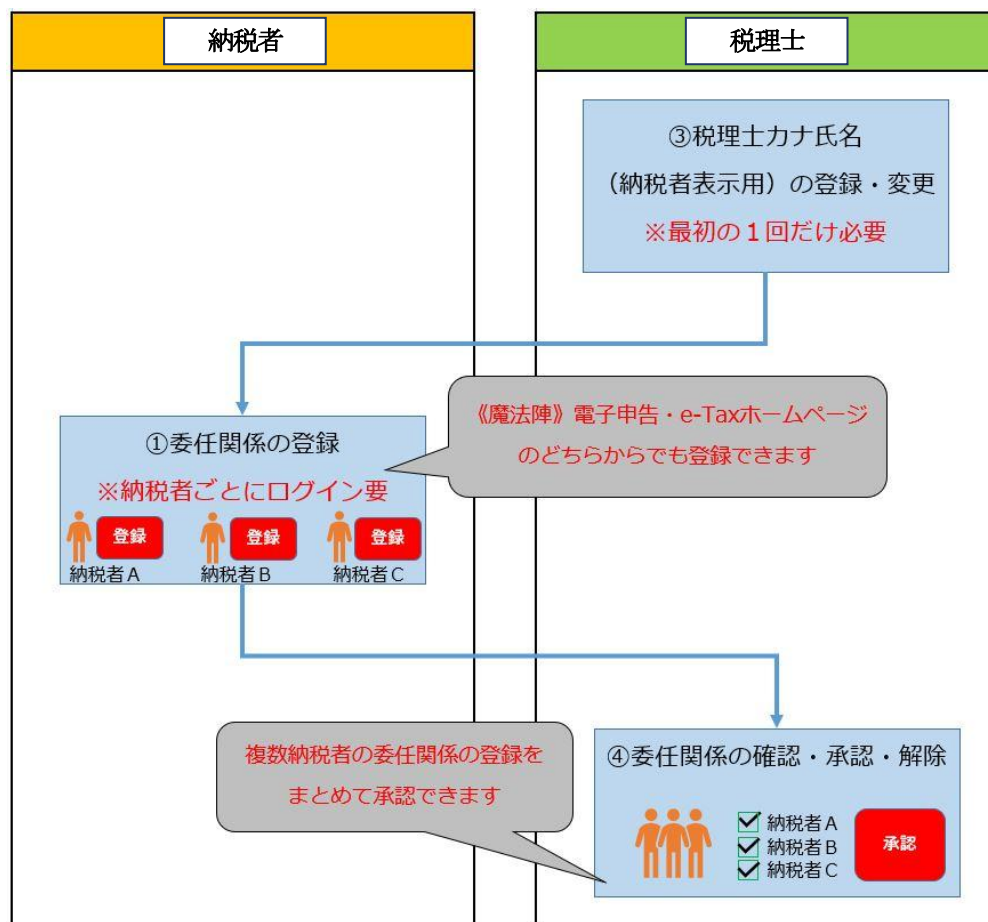 納税者
税理士
③税理士カナ氏名
（納税者表示用）の登録・変更
※最初の１回だけ必要
①委任関係の登録
※納税者ごとにログイン要
登録
登録
登録
納税者Ａ
納税者Ｂ
納税者Ｃ
《魔法陣》電子申告・e-Taxホームページ
のどちらからでも登録できます
複数納税者の委任関係の登録を
まとめて承認できます
④委任関係の確認・承認・解除
納税者Ａ
納税者Ｂ
納税者Ｃ
承認